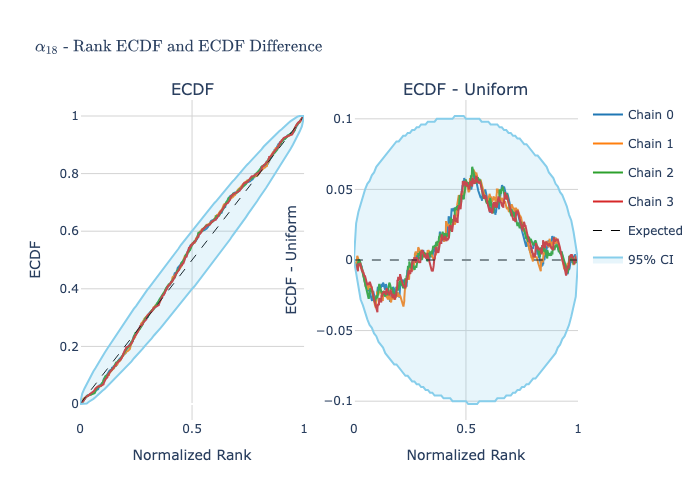 α₁₈ - Rank ECDF and ECDF Difference
ECDF
ECDF - Uniform
1
0.8
0.6
0.4
0.2
0
0
0.5
1
ECDF
Normalized Rank
0.1
0.05
0
−0.05
−0.1
0
0.5
1
ECDF - Uniform
Normalized Rank
Chain 0
Chain 1
Chain 2
Chain 3
Expected
95% CI